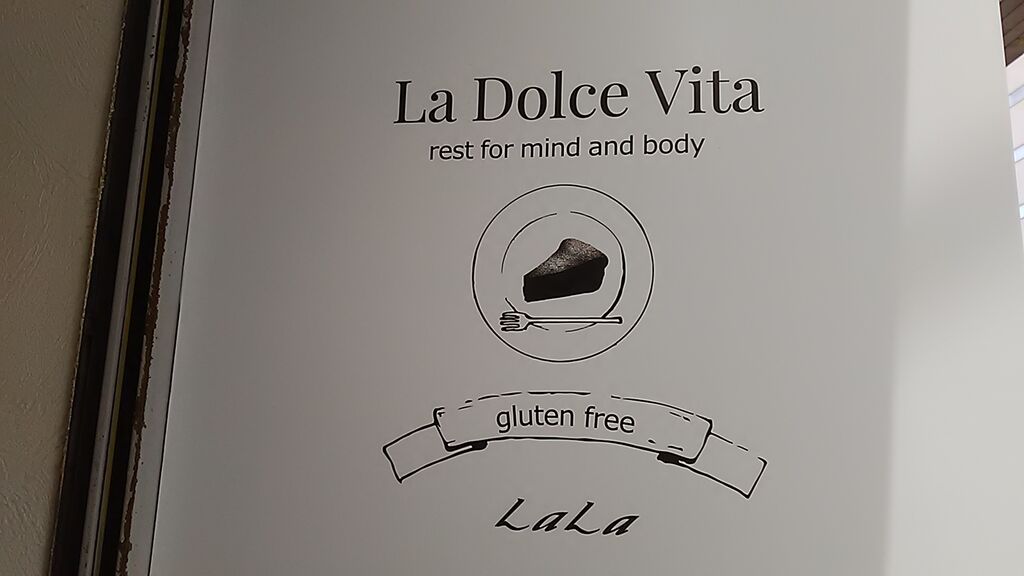 La Dolce Vita
rest for mind and body
gluten free
LaLa